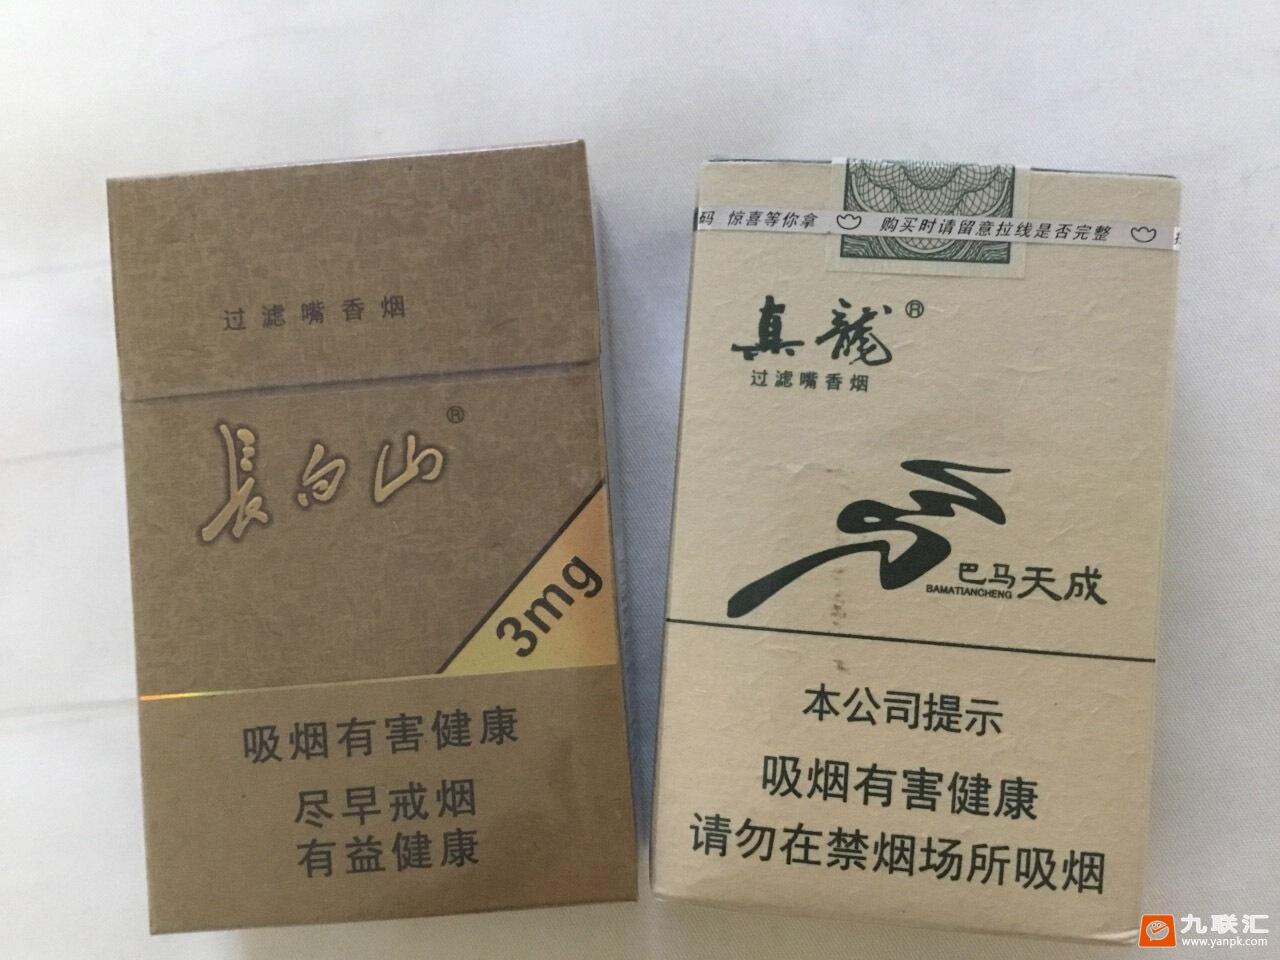 过滤嘴香烟
長白山®
3mg
吸烟有害健康
尽早戒烟
有益健康
码 惊喜等你拿 购买时请留意拉线是否完整
真龍®
过滤嘴香烟
巴马天成
BAMATIANCHENG
本公司提示
吸烟有害健康
请勿在禁烟场所吸烟
九联汇
www.yanpk.com